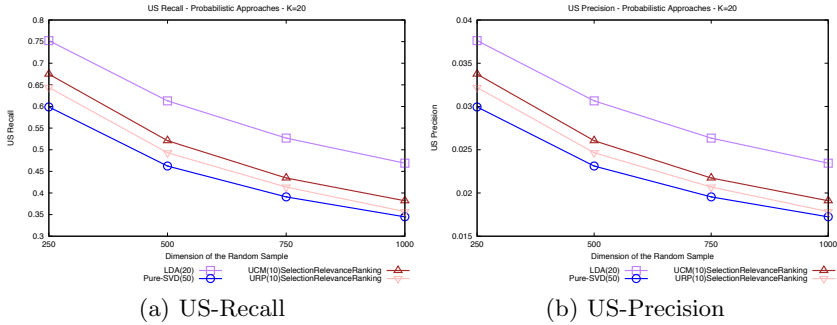 US Recall - Probabilistic Approaches - K=20
0.8
0.75
0.7
0.65
0.6
0.55
0.5
0.45
0.4
0.35
0.3
US Recall
250 500 750 1000
Dimension of the Random Sample
LDA(20) UCM(10)SelectionRelevanceRanking
Pure-SVD(50) URP(10)SelectionRelevanceRanking
(a) US-Recall
US Precision - Probabilistic Approaches - K=20
0.04
0.035
0.03
0.025
0.02
0.015
US Precision
250 500 750 1000
Dimension of the Random Sample
LDA(20) UCM(10)SelectionRelevanceRanking
Pure-SVD(50) URP(10)SelectionRelevanceRanking
(b) US-Precision